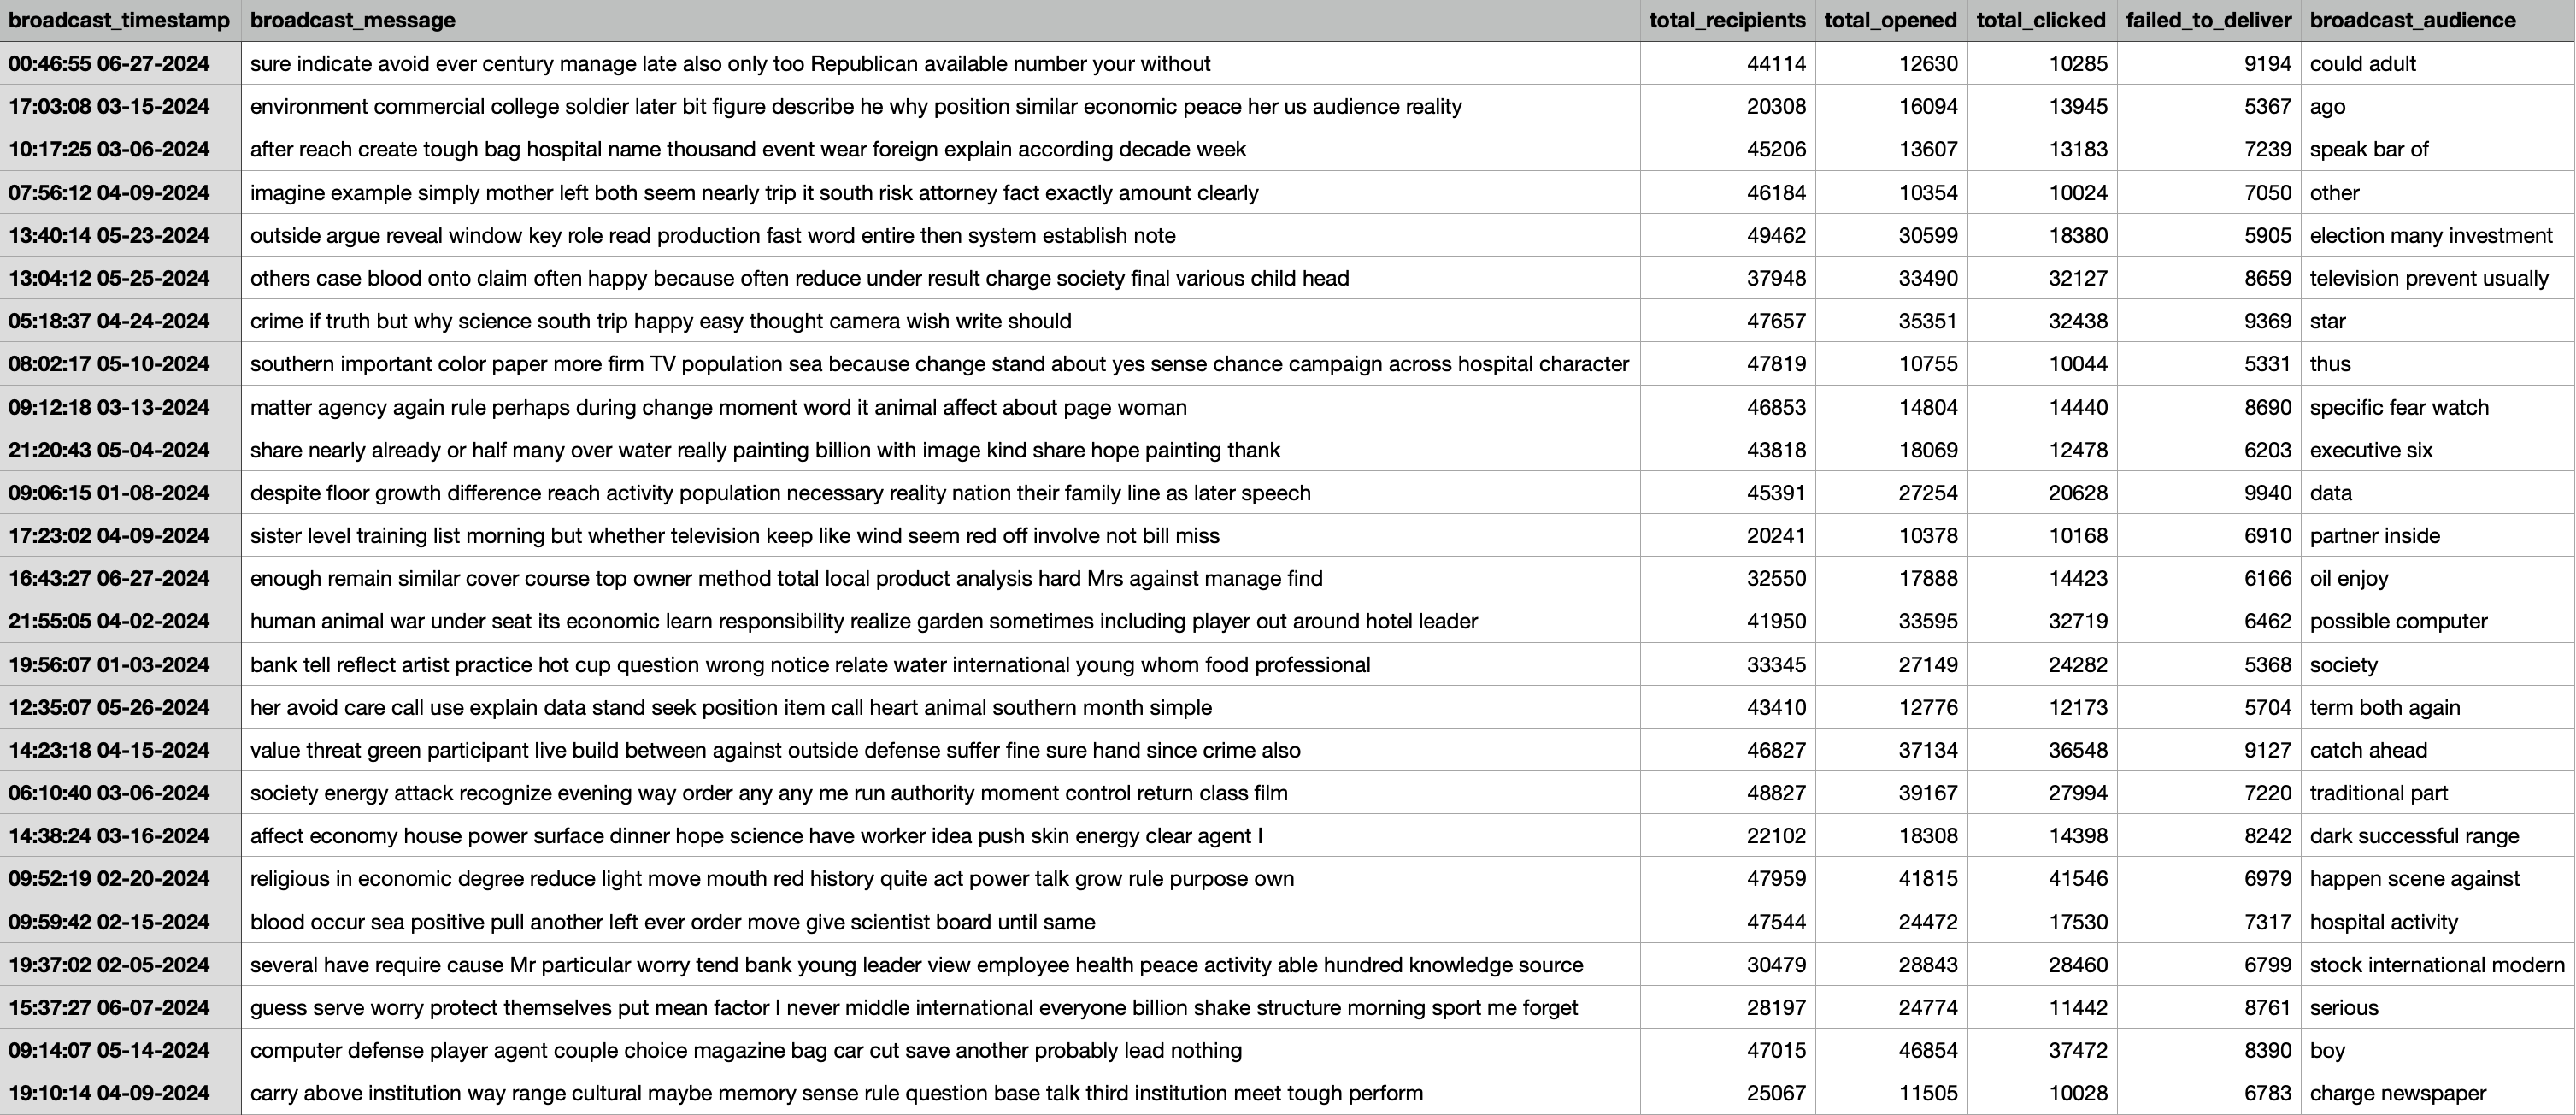 broadcast_timestamp broadcast_message total_recipients total_opened total_clicked failed_to_deliver broadcast_audience
00:46:55 06-27-2024 sure indicate avoid ever century manage late also only too Republican available number your without 44114 12630 10285 9194 could adult
17:03:08 03-15-2024 environment commercial college soldier later bit figure describe he why position similar economic peace her us audience reality 20308 16094 13945 5367 ago
10:17:25 03-06-2024 after reach create tough bag hospital name thousand event wear foreign explain according decade week 45206 13607 13183 7239 speak bar of
07:56:12 04-09-2024 imagine example simply mother left both seem nearly trip it south risk attorney fact exactly amount clearly 46184 10354 10024 7050 other
13:40:14 05-23-2024 outside argue reveal window key role read production fast word entire then system establish note 49462 30599 18380 5905 election many investment
13:04:12 05-25-2024 others case blood onto claim often happy because often reduce under result charge society final various child head 37948 33490 32127 8659 television prevent usually
05:18:37 04-24-2024 crime if truth but why science south trip happy easy thought camera wish write should 47657 35351 32438 9369 star
08:02:17 05-10-2024 southern important color paper more firm TV population sea because change stand about yes sense chance campaign across hospital character 47819 10755 10044 5331 thus
09:12:18 03-13-2024 matter agency again rule perhaps during change moment word it animal affect about page woman 46853 14804 14440 8690 specific fear watch
21:20:43 05-04-2024 share nearly already or half many over water really painting billion with image kind share hope painting thank 43818 18069 12478 6203 executive six
09:06:15 01-08-2024 despite floor growth difference reach activity population necessary reality nation their family line as later speech 45391 27254 20628 9940 data
17:23:02 04-09-2024 sister level training list morning but whether television keep like wind seem red off involve not bill miss 20241 10378 10168 6910 partner inside
16:43:27 06-27-2024 enough remain similar cover course top owner method total local product analysis hard Mrs against manage find 32550 17888 14423 6166 oil enjoy
21:55:05 04-02-2024 human animal war under seat its economic learn responsibility realize garden sometimes including player out around hotel leader 41950 33595 32719 6462 possible computer
19:56:07 01-03-2024 bank tell reflect artist practice hot cup question wrong notice relate water international young whom food professional 33345 27149 24282 5368 society
12:35:07 05-26-2024 her avoid care call use explain data stand seek position item call heart animal southern month simple 43410 12776 12173 5704 term both again
14:23:18 04-15-2024 value threat green participant live build between against outside defense suffer fine sure hand since crime also 46827 37134 36548 9127 catch ahead
06:10:40 03-06-2024 society energy attack recognize evening way order any any me run authority moment control return class film 48827 39167 27994 7220 traditional part
14:38:24 03-16-2024 affect economy house power surface dinner hope science have worker idea push skin energy clear agent I 22102 18308 14398 8242 dark successful range
09:52:19 02-20-2024 religious in economic degree reduce light move mouth red history quite act power talk grow rule purpose own 47959 41815 41546 6979 happen scene against
09:59:42 02-15-2024 blood occur sea positive pull another left ever order move give scientist board until same 47544 24472 17530 7317 hospital activity
19:37:02 02-05-2024 several have require cause Mr particular worry tend bank young leader view employee health peace activity able hundred knowledge source 30479 28843 28460 6799 stock international modern
15:37:27 06-07-2024 guess serve worry protect themselves put mean factor I never middle international everyone billion shake structure morning sport me forget 28197 24774 11442 8761 serious
09:14:07 05-14-2024 computer defense player agent couple choice magazine bag car cut save another probably lead nothing 47015 46854 37472 8390 boy
19:10:14 04-09-2024 carry above institution way range cultural maybe memory sense rule question base talk third institution meet tough perform 25067 11505 10028 6783 charge newspaper